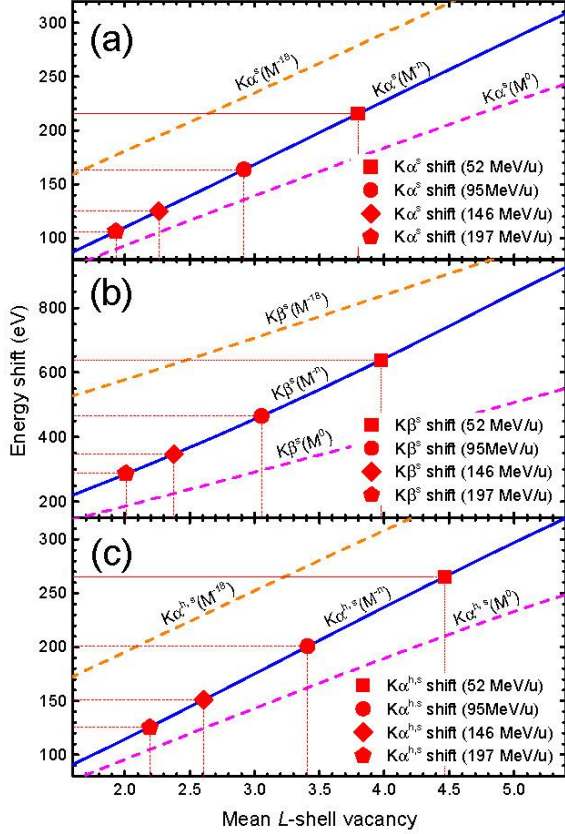 (a)
300
250
200
150
100
Kα^s(M^-18)
Kα^s(M^-n)
Kα^s(M^0)
Kα^s shift (52 MeV/u)
Kα^s shift (95MeV/u)
Kα^s shift (146 MeV/u)
Kα^s shift (197 MeV/u)
Energy shift (eV)
(b)
800
600
400
200
Kβ^s(M^-18)
Kβ^s(M^-n)
Kβ^s(M^0)
Kβ^s shift (52 MeV/u)
Kβ^s shift (95MeV/u)
Kβ^s shift (146 MeV/u)
Kβ^s shift (197 MeV/u)
(c)
300
250
200
150
100
Kα^h,s(M^-18)
Kα^h,s(M^-n)
Kα^h,s(M^0)
Kα^h,s shift (52 MeV/u)
Kα^h,s shift (95MeV/u)
Kα^h,s shift (146 MeV/u)
Kα^h,s shift (197 MeV/u)
2.0 2.5 3.0 3.5 4.0 4.5 5.0
Mean L-shell vacancy